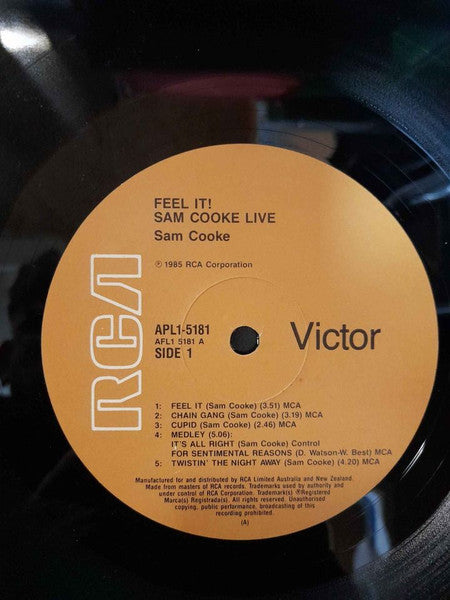 FEEL IT!
SAM COOKE LIVE
Sam Cooke
℗ 1985 RCA Corporation
RCA
APL1-5181
AFL1 5181 A
SIDE 1
Victor
1: FEEL IT (Sam Cooke) (3.51) MCA
2: CHAIN GANG (Sam Cooke) (3.19) MCA
3: CUPID (Sam Cooke) (2.46) MCA
4: MEDLEY (5.06):
IT'S ALL RIGHT (Sam Cooke) Control
FOR SENTIMENTAL REASONS (D. Watson-W. Best) MCA
5: TWISTIN' THE NIGHT AWAY (Sam Cooke) (4.20) MCA
Manufactured for and distributed by RCA Limited Australia and New Zealand.
Made from masters of RCA records. Trademarks used by authority and
under control of RCA Corporation. Trademark(s) ®Registered
Marca(s) Registrada(s). All rights reserved. Unauthorised
copying, public performance, broadcasting of this
recording prohibited.
(A)